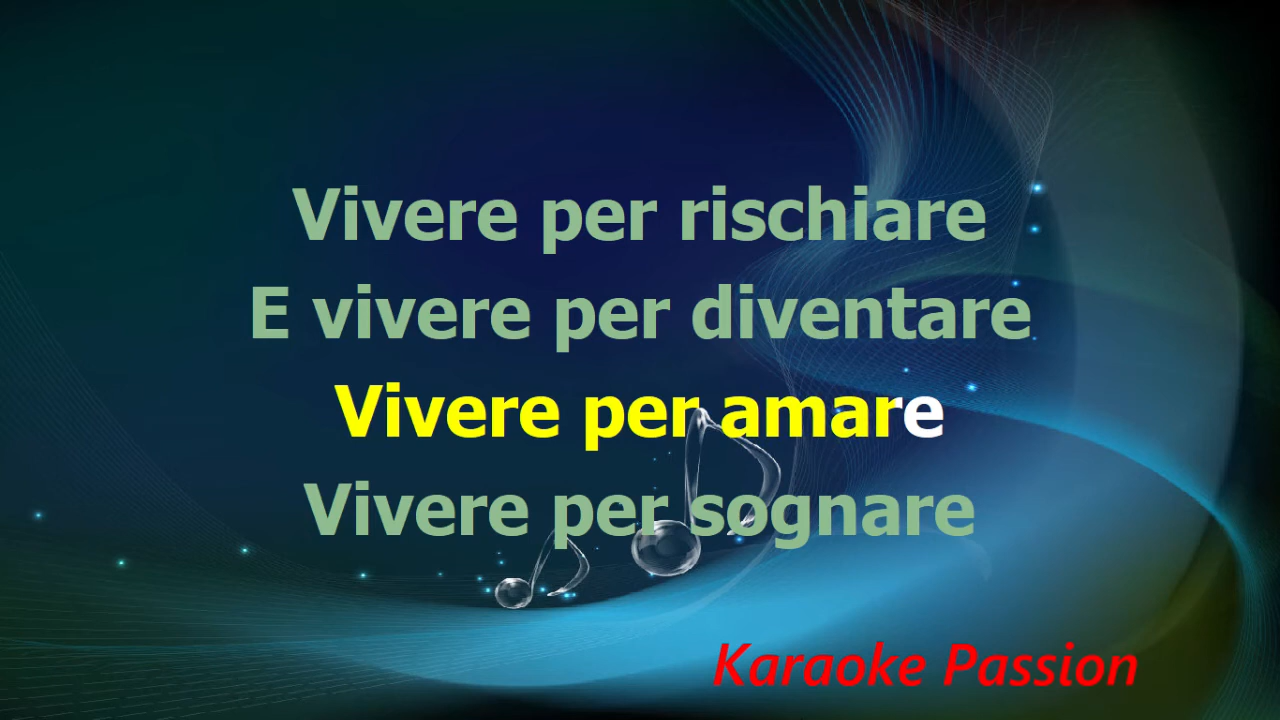 Vivere per rischiare
E vivere per diventare
Vivere per amare
Vivere per sognare
Karaoke Passion